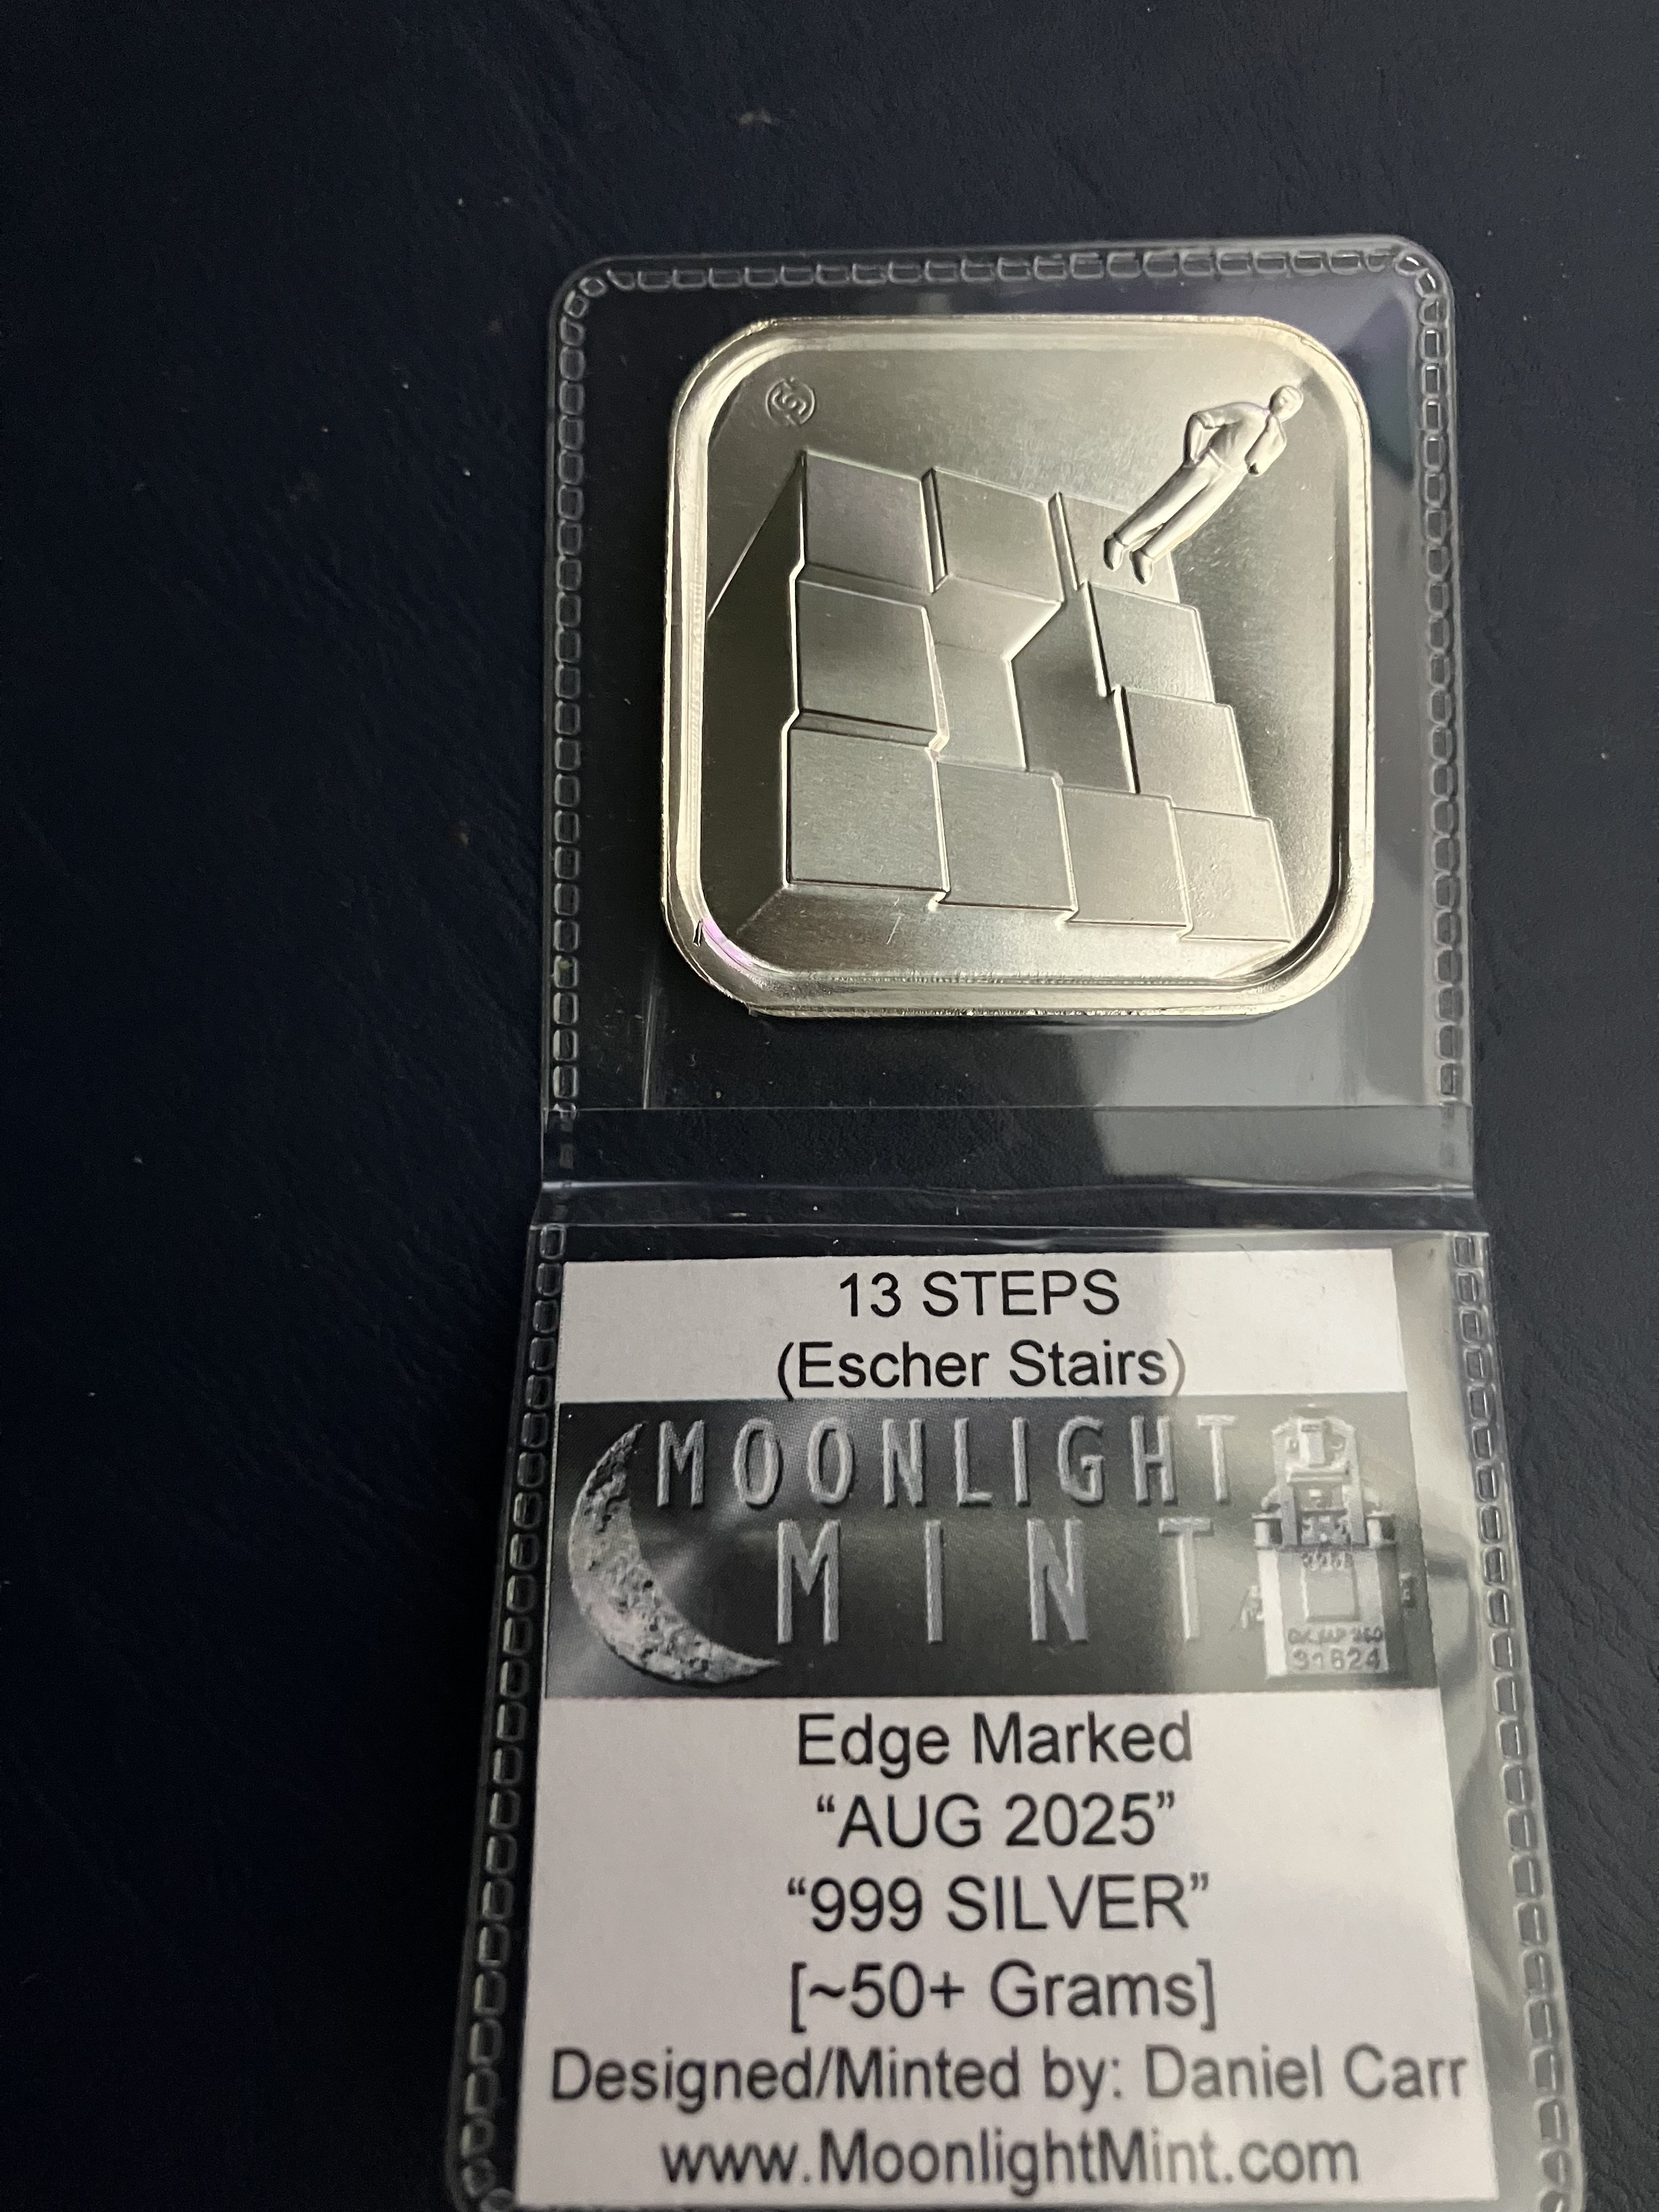 13 STEPS
(Escher Stairs)
MOONLIGHT
MINT
31624
Edge Marked
“AUG 2025”
“999 SILVER”
[~50+ Grams]
Designed/Minted by: Daniel Carr
www.MoonlightMint.com